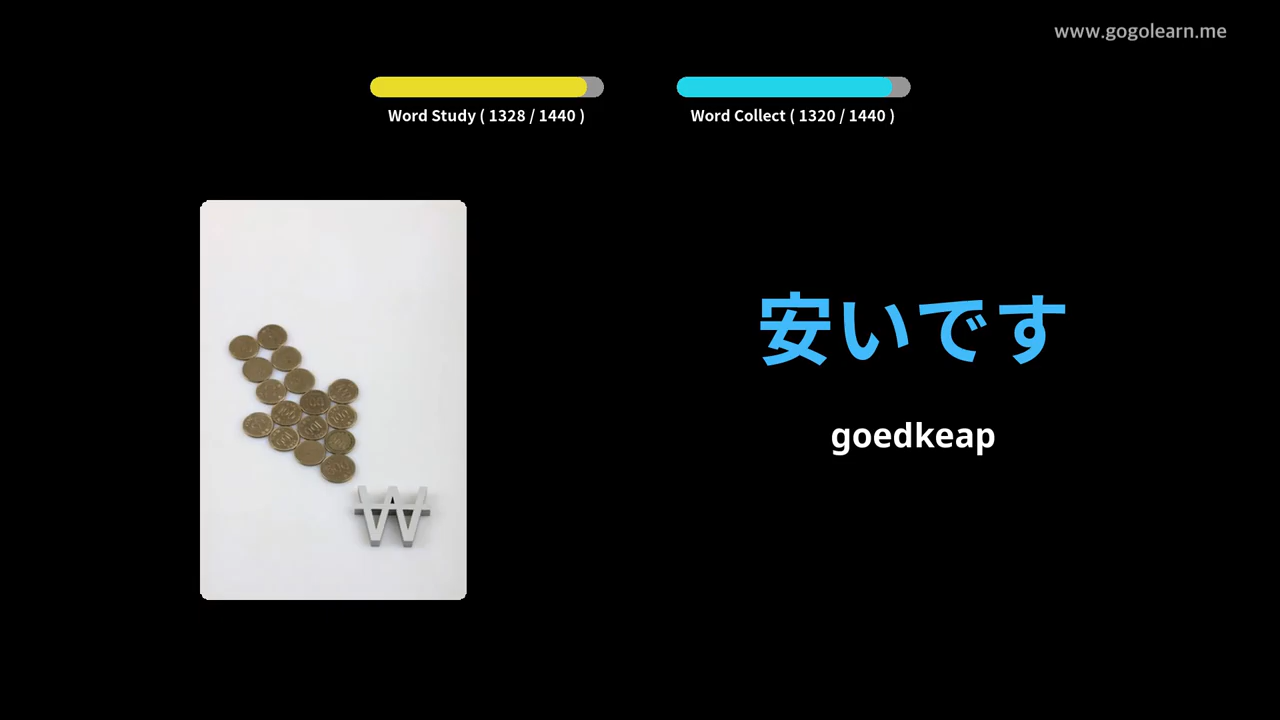 www.gogolearn.me
Word Study ( 1328 / 1440 )
Word Collect ( 1320 / 1440 )
安いです
goedkeap
₩